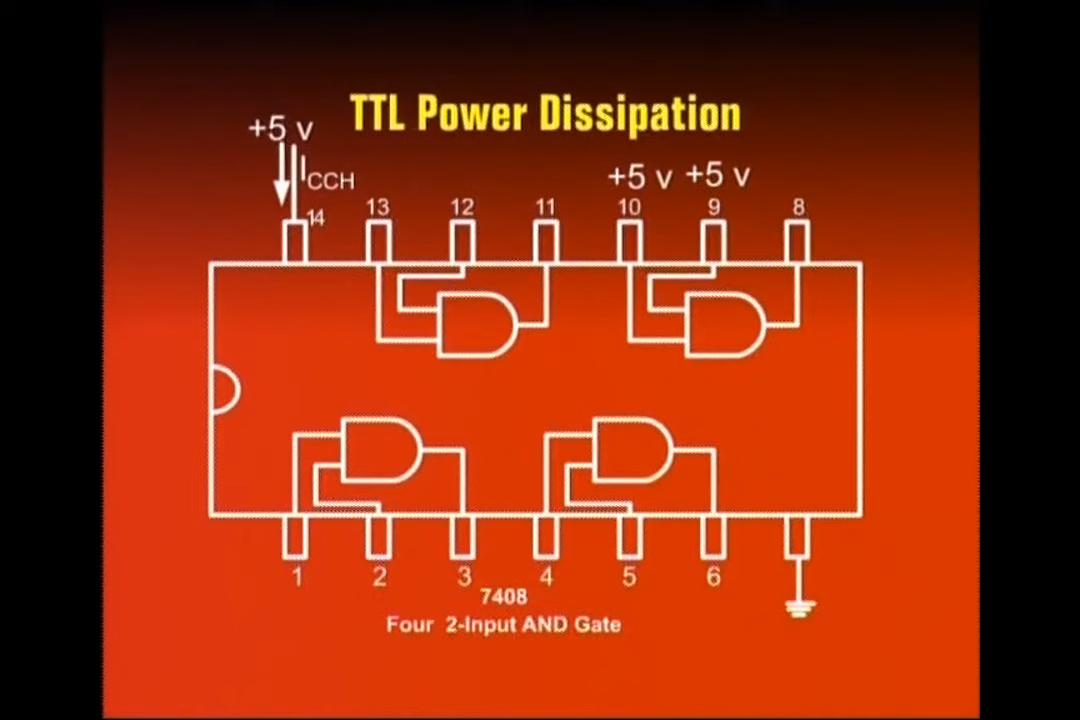 TTL Power Dissipation
+5 v
ICCH
+5 v +5 v
14 13 12 11 10 9 8
1 2 3 4 5 6
7408
Four 2-Input AND Gate